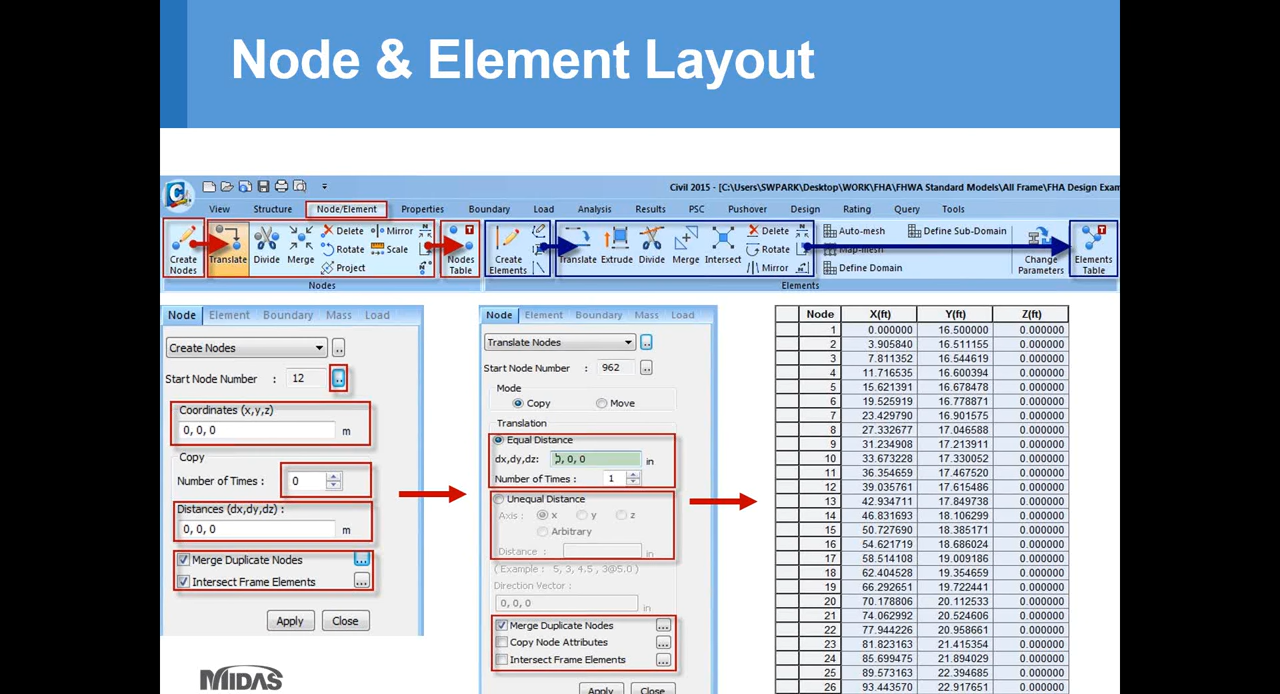 Node & Element Layout
Civil 2015 - [C:\Users\SWPARK\Desktop\WORK\FHA\FHWA Standard Models\All Frame\FHA Design Exam
View Structure Node/Element Properties Boundary Load Analysis Results PSC Pushover Design Rating Query Tools
Create Nodes
Translate
Divide
Merge
Delete
Rotate
Project
Mirror
Scale
Nodes Table
Nodes
Create Elements
Translate
Extrude
Divide
Merge
Intersect
Delete
Rotate
Mirror
Auto-mesh
Map-mesh
Define Domain
Define Sub-Domain
Change Parameters
Elements Table
Elements
Node Element Boundary Mass Load
Create Nodes
Start Node Number : 12
Coordinates (x,y,z)
0, 0, 0 m
Copy
Number of Times : 0
Distances (dx,dy,dz) :
0, 0, 0 m
Merge Duplicate Nodes
Intersect Frame Elements
Apply Close
MIDAS
Node Element Boundary Mass Load
Translate Nodes
Start Node Number : 962
Mode
Copy Move
Translation
Equal Distance
dx,dy,dz: 0, 0, 0 in
Number of Times : 1
Unequal Distance
Axis : x y z
Arbitrary
Distance : in
( Example : 5, 3, 4.5 , 3@5.0 )
Direction Vector :
0, 0, 0 in
Merge Duplicate Nodes
Copy Node Attributes
Intersect Frame Elements
Apply Close
Node X(ft) Y(ft) Z(ft)
1 0.000000 16.500000 0.000000
2 3.905840 16.511155 0.000000
3 7.811352 16.544619 0.000000
4 11.716535 16.600394 0.000000
5 15.621391 16.678478 0.000000
6 19.525919 16.778871 0.000000
7 23.429790 16.901575 0.000000
8 27.332677 17.046588 0.000000
9 31.234908 17.213911 0.000000
10 33.673228 17.330052 0.000000
11 36.354659 17.467520 0.000000
12 39.035761 17.615486 0.000000
13 42.934711 17.849738 0.000000
14 46.831693 18.106299 0.000000
15 50.727690 18.385171 0.000000
16 54.621719 18.686024 0.000000
17 58.514108 19.009186 0.000000
18 62.404528 19.354659 0.000000
19 66.292651 19.722441 0.000000
20 70.178806 20.112533 0.000000
21 74.062992 20.524606 0.000000
22 77.944226 20.958661 0.000000
23 81.823163 21.415354 0.000000
24 85.699475 21.894029 0.000000
25 89.573163 22.394685 0.000000
26 93.443570 22.917651 0.000000